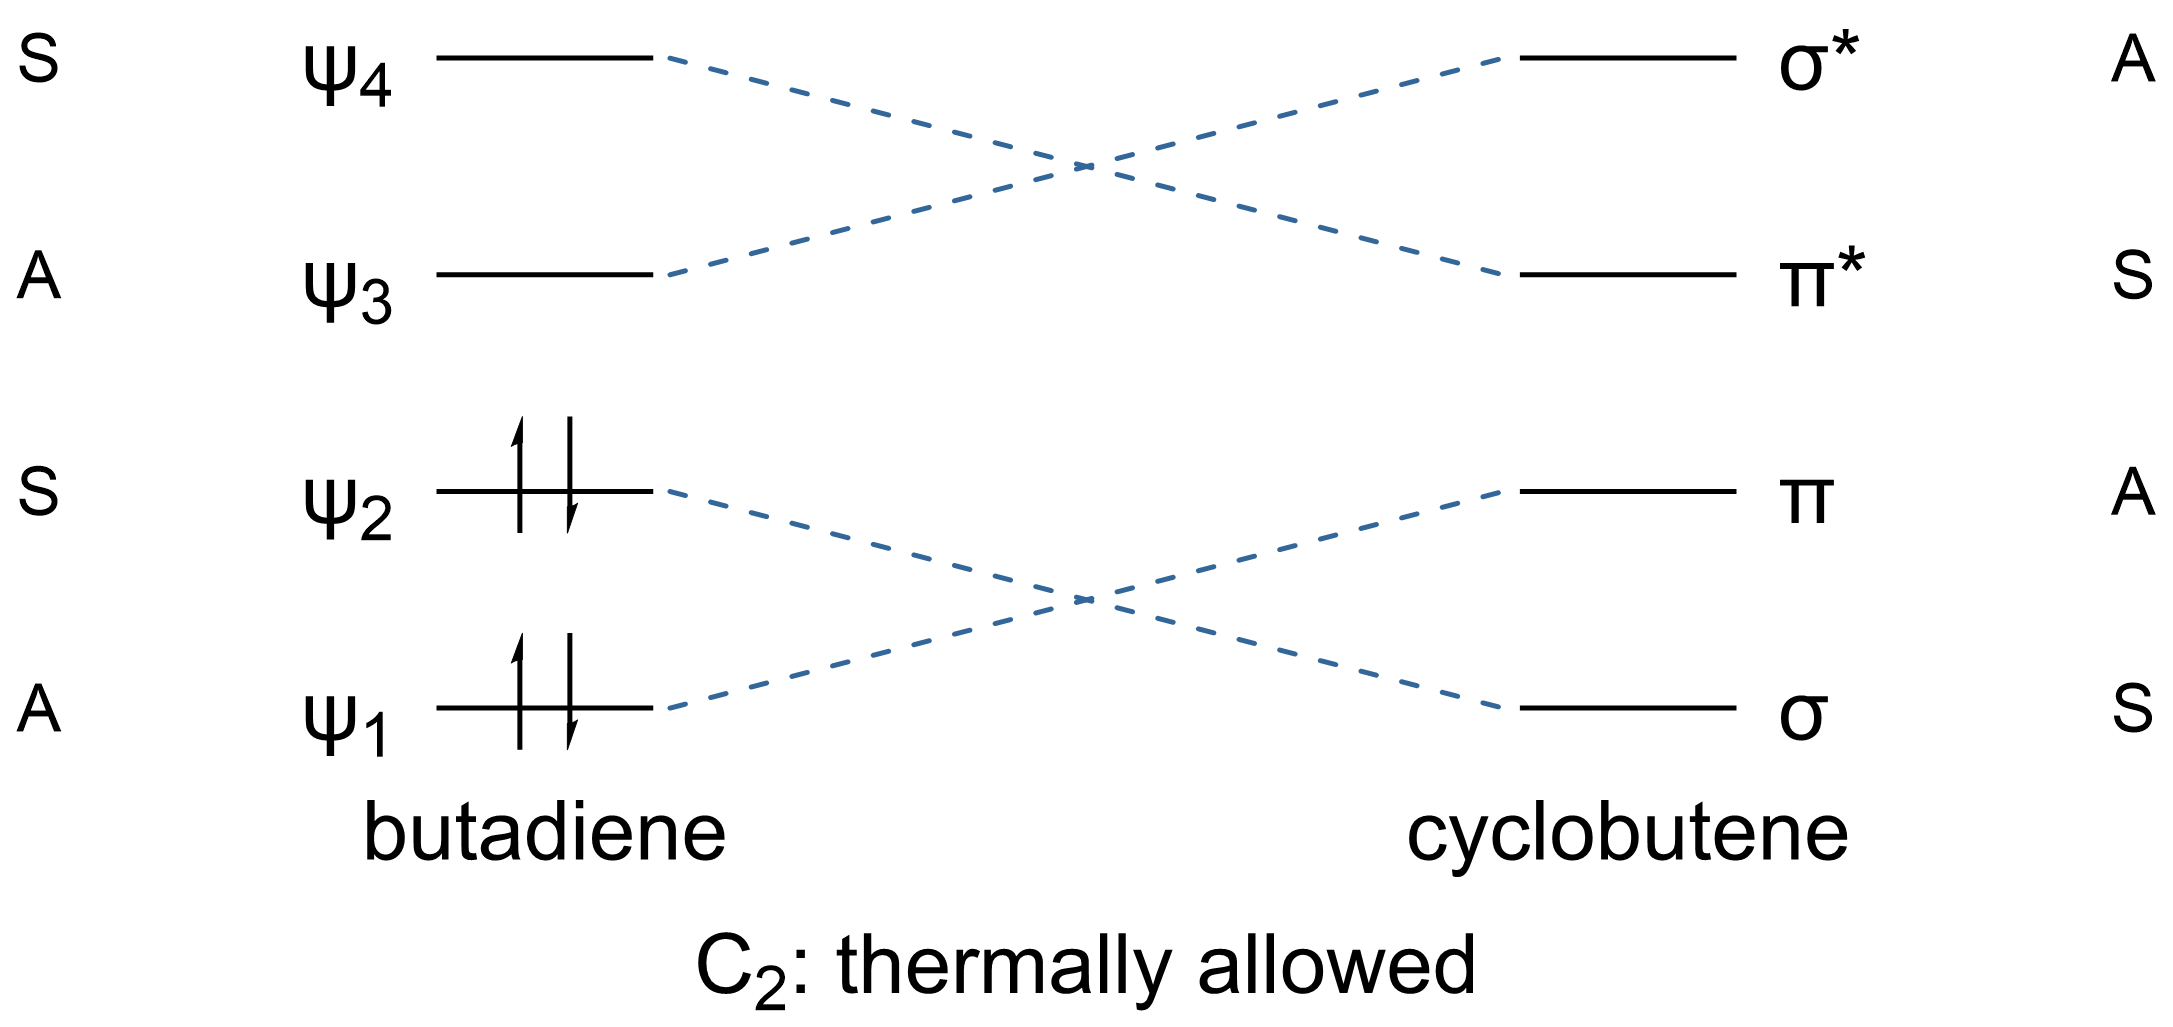 S ψ4 σ* A
A ψ3 π* S
S ψ2 π A
A ψ1 σ S
butadiene cyclobutene
C2: thermally allowed